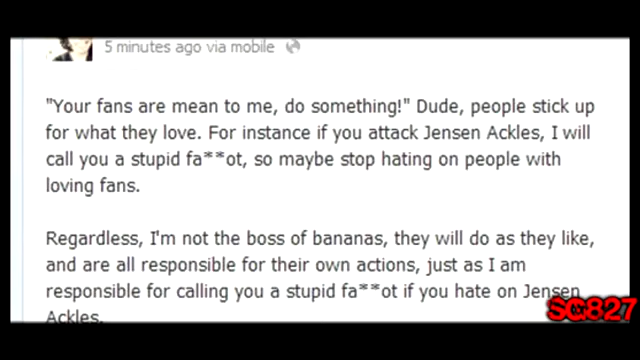 5 minutes ago via mobile
"Your fans are mean to me, do something!" Dude, people stick up
for what they love. For instance if you attack Jensen Ackles, I will
call you a stupid fa**ot, so maybe stop hating on people with
loving fans.
Regardless, I'm not the boss of bananas, they will do as they like,
and are all responsible for their own actions, just as I am
responsible for calling you a stupid fa**ot if you hate on Jensen
Ackles.
SG827